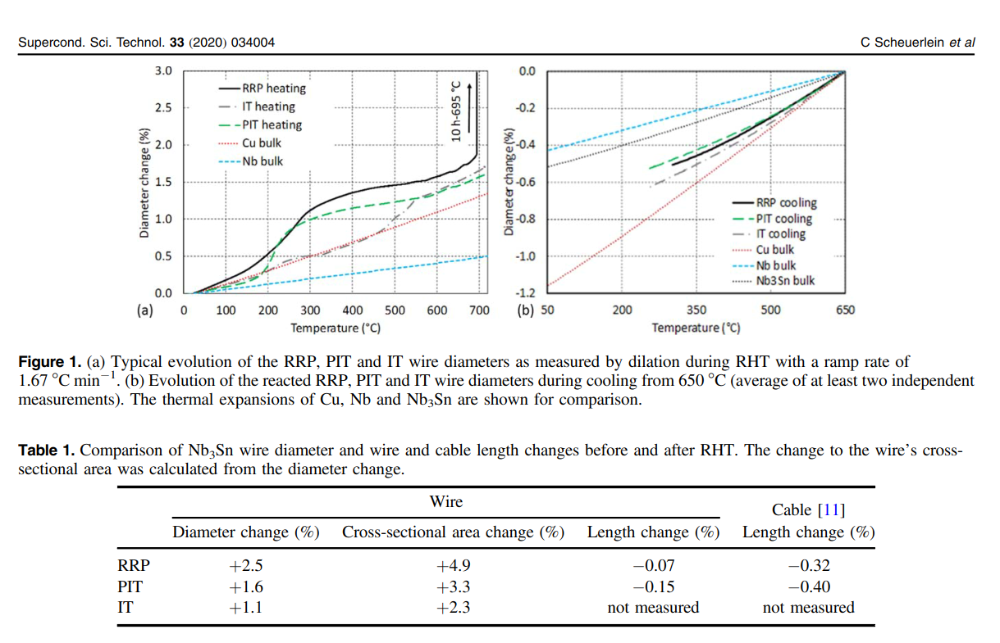 Supercond. Sci. Technol. 33 (2020) 034004
C Scheuerlein et al
3.0
2.5
2.0
1.5
1.0
0.5
0.0
Diameter change (%)
RRP heating
IT heating
PIT heating
Cu bulk
Nb bulk
10 h-695 °C
(a) 0 100 200 300 400 500 600 700
Temperature (°C)
0.0
-0.2
-0.4
-0.6
-0.8
-1.0
-1.2
Diameter change(%)
RRP cooling
PIT cooling
IT cooling
Cu bulk
Nb bulk
Nb3Sn bulk
(b) 50 200 350 500 650
Temperature (°C)
Figure 1. (a) Typical evolution of the RRP, PIT and IT wire diameters as measured by dilation during RHT with a ramp rate of
1.67 °C min⁻¹. (b) Evolution of the reacted RRP, PIT and IT wire diameters during cooling from 650 °C (average of at least two independent
measurements). The thermal expansions of Cu, Nb and Nb₃Sn are shown for comparison.
Table 1. Comparison of Nb₃Sn wire diameter and wire and cable length changes before and after RHT. The change to the wire's cross-
sectional area was calculated from the diameter change.
Wire
Cable [11]
Diameter change (%) Cross-sectional area change (%) Length change (%) Length change (%)
RRP +2.5 +4.9 −0.07 −0.32
PIT +1.6 +3.3 −0.15 −0.40
IT +1.1 +2.3 not measured not measured